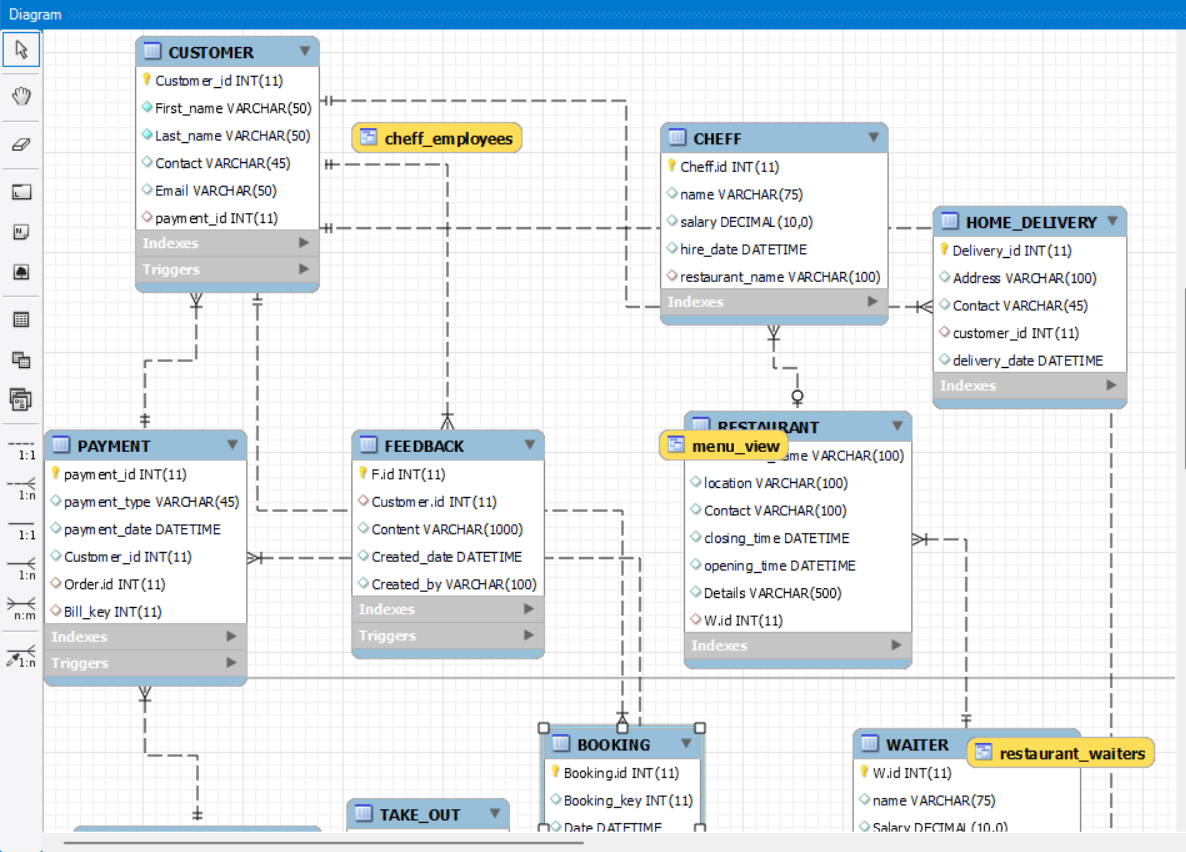 Diagram
CUSTOMER
Customer_id INT(11)
First_name VARCHAR(50)
Last_name VARCHAR(50)
Contact VARCHAR(45)
Email VARCHAR(50)
payment_id INT(11)
Indexes
Triggers
cheff_employees
CHEFF
Cheff.id INT(11)
name VARCHAR(75)
salary DECIMAL(10,0)
hire_date DATETIME
restaurant_name VARCHAR(100)
Indexes
HOME_DELIVERY
Delivery_id INT(11)
Address VARCHAR(100)
Contact VARCHAR(45)
customer_id INT(11)
delivery_date DATETIME
Indexes
1:1
1:n
1:1
1:n
n:m
1:n
PAYMENT
payment_id INT(11)
payment_type VARCHAR(45)
payment_date DATETIME
Customer_id INT(11)
Order.id INT(11)
Bill_key INT(11)
Indexes
Triggers
FEEDBACK
F.id INT(11)
Customer.id INT(11)
Content VARCHAR(1000)
Created_date DATETIME
Created_by VARCHAR(100)
Indexes
Triggers
RESTAURANT
menu_view
VARCHAR(100)
location VARCHAR(100)
Contact VARCHAR(100)
closing_time DATETIME
opening_time DATETIME
Details VARCHAR(500)
W.id INT(11)
Indexes
BOOKING
Booking.id INT(11)
Booking_key INT(11)
Date DATETIME
TAKE_OUT
WAITER
restaurant_waiters
W.id INT(11)
name VARCHAR(75)
Salary DECIMAL(10,0)